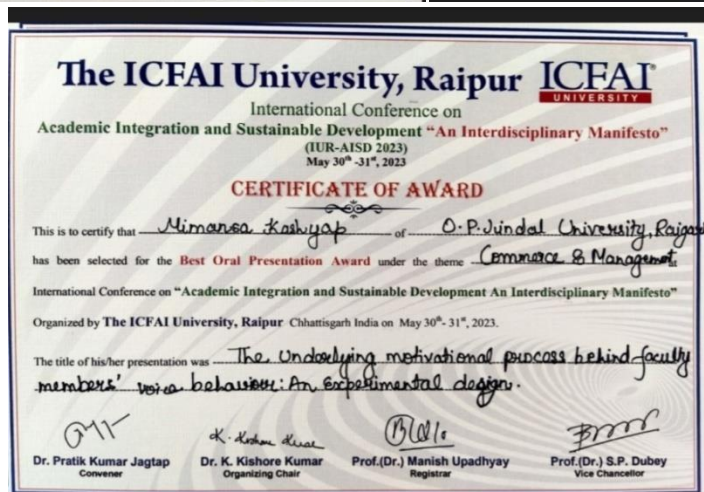 The ICFAI University, Raipur
ICFAI
UNIVERSITY
International Conference on
Academic Integration and Sustainable Development “An Interdisciplinary Manifesto”
(IUR-AISD 2023)
May 30th -31st, 2023
CERTIFICATE OF AWARD
This is to certify that Mimansa Kashyap of O.P. Jindal University,
has been selected for the Best Oral Presentation Award under the theme Commerce & Management
International Conference on “Academic Integration and Sustainable Development An Interdisciplinary Manifesto”
Organized by The ICFAI University, Raipur Chhattisgarh India on May 30th- 31st, 2023.
The title of his/her presentation was The Underlying motivational process behind faculty
members' voice behaviour: An Experimental design.
K. Kishore
Dr. Pratik Kumar Jagtap
Convener
Dr. K. Kishore Kumar
Organizing Chair
Prof.(Dr.) Manish Upadhyay
Registrar
Prof.(Dr.) S.P. Dubey
Vice Chancellor